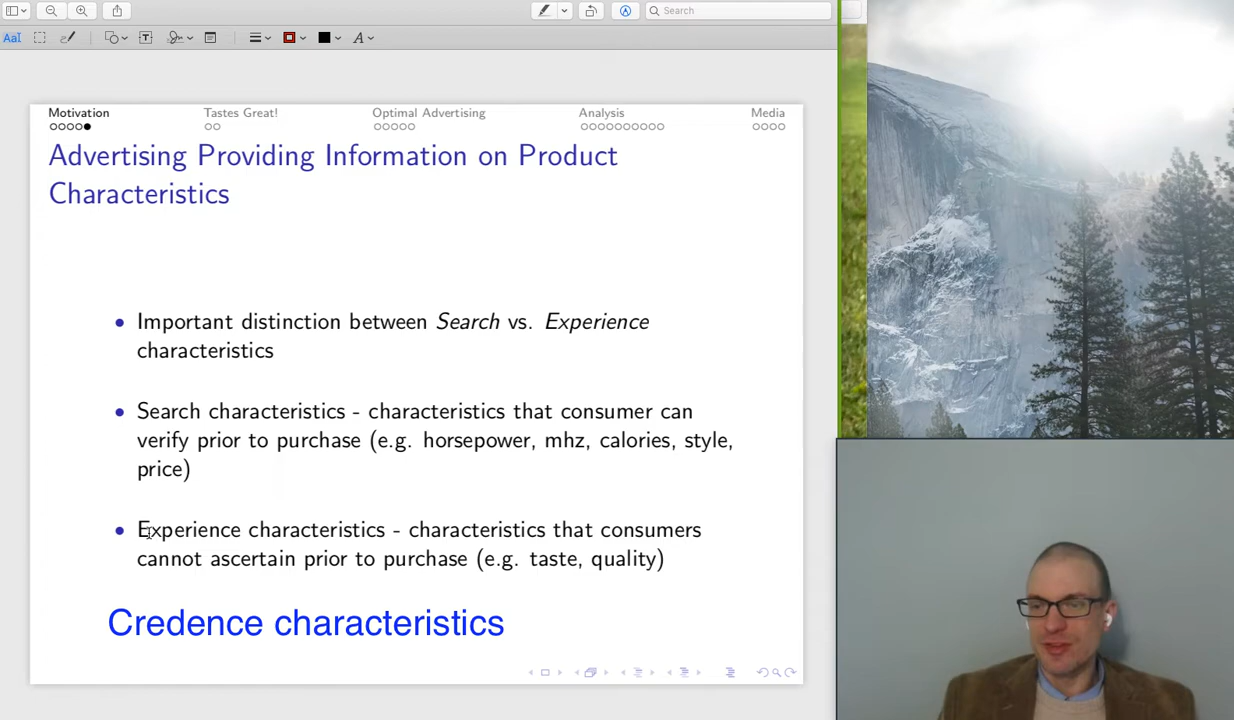 Search
AaI
T
A
Motivation Tastes Great! Optimal Advertising Analysis Media
Advertising Providing Information on Product
Characteristics
• Important distinction between Search vs. Experience
characteristics
• Search characteristics - characteristics that consumer can
verify prior to purchase (e.g. horsepower, mhz, calories, style,
price)
• Experience characteristics - characteristics that consumers
cannot ascertain prior to purchase (e.g. taste, quality)
Credence characteristics